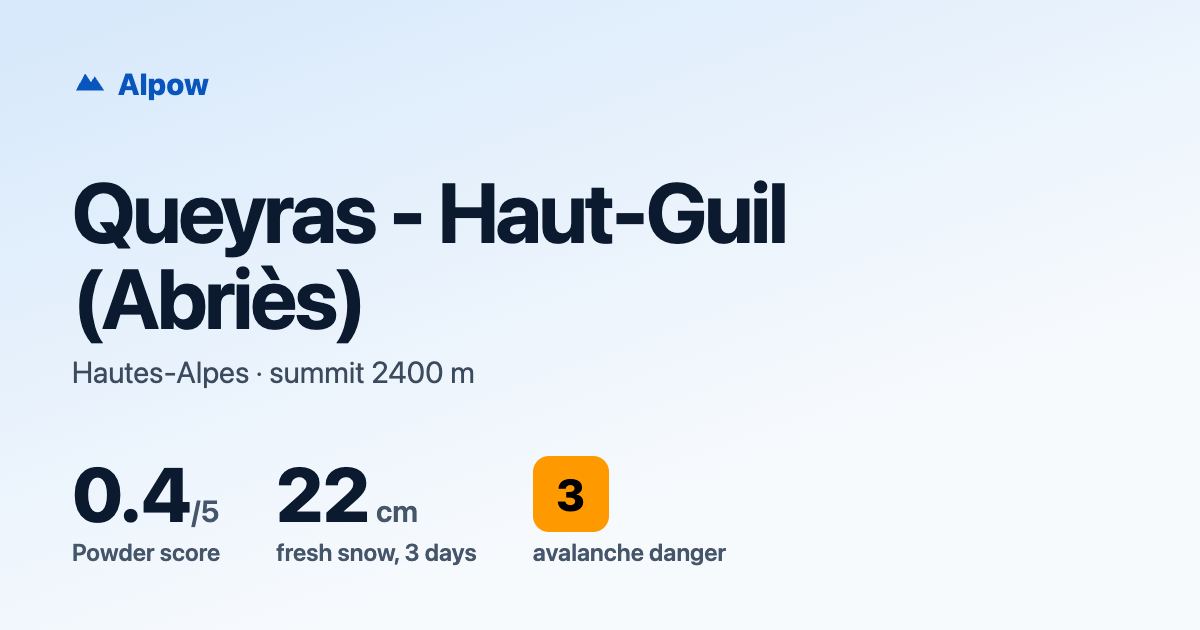 Alpow
Queyras - Haut-Guil
(Abriès)
Hautes-Alpes · summit 2400 m
0.4/5 22 cm 3
Powder score fresh snow, 3 days avalanche danger